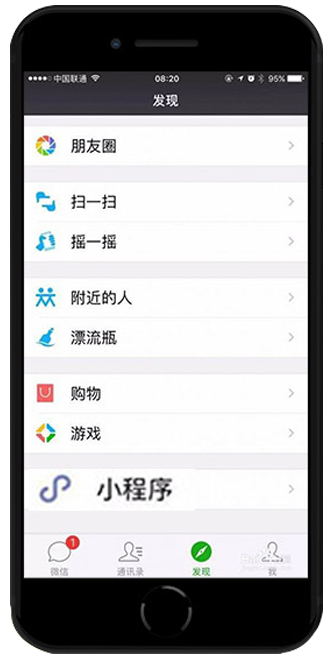 中国联通 08:20 95%
发现
朋友圈
扫一扫
摇一摇
附近的人
漂流瓶
购物
游戏
小程序
1
微信 通讯录 发现 我